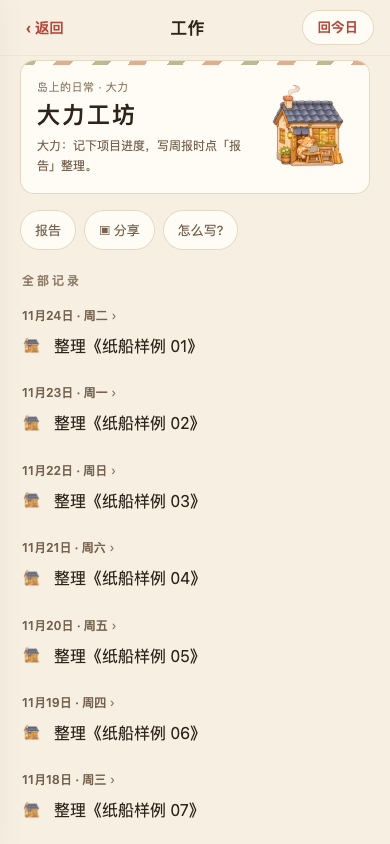 ‹ 返回
工作
回今日
岛上的日常 · 大力
大力工坊
大力：记下项目进度，写周报时点「报
告」整理。
报告
▣ 分享
怎么写?
全部记录
11月24日 · 周二 ›
整理《纸船样例 01》
11月23日 · 周一 ›
整理《纸船样例 02》
11月22日 · 周日 ›
整理《纸船样例 03》
11月21日 · 周六 ›
整理《纸船样例 04》
11月20日 · 周五 ›
整理《纸船样例 05》
11月19日 · 周四 ›
整理《纸船样例 06》
11月18日 · 周三 ›
整理《纸船样例 07》